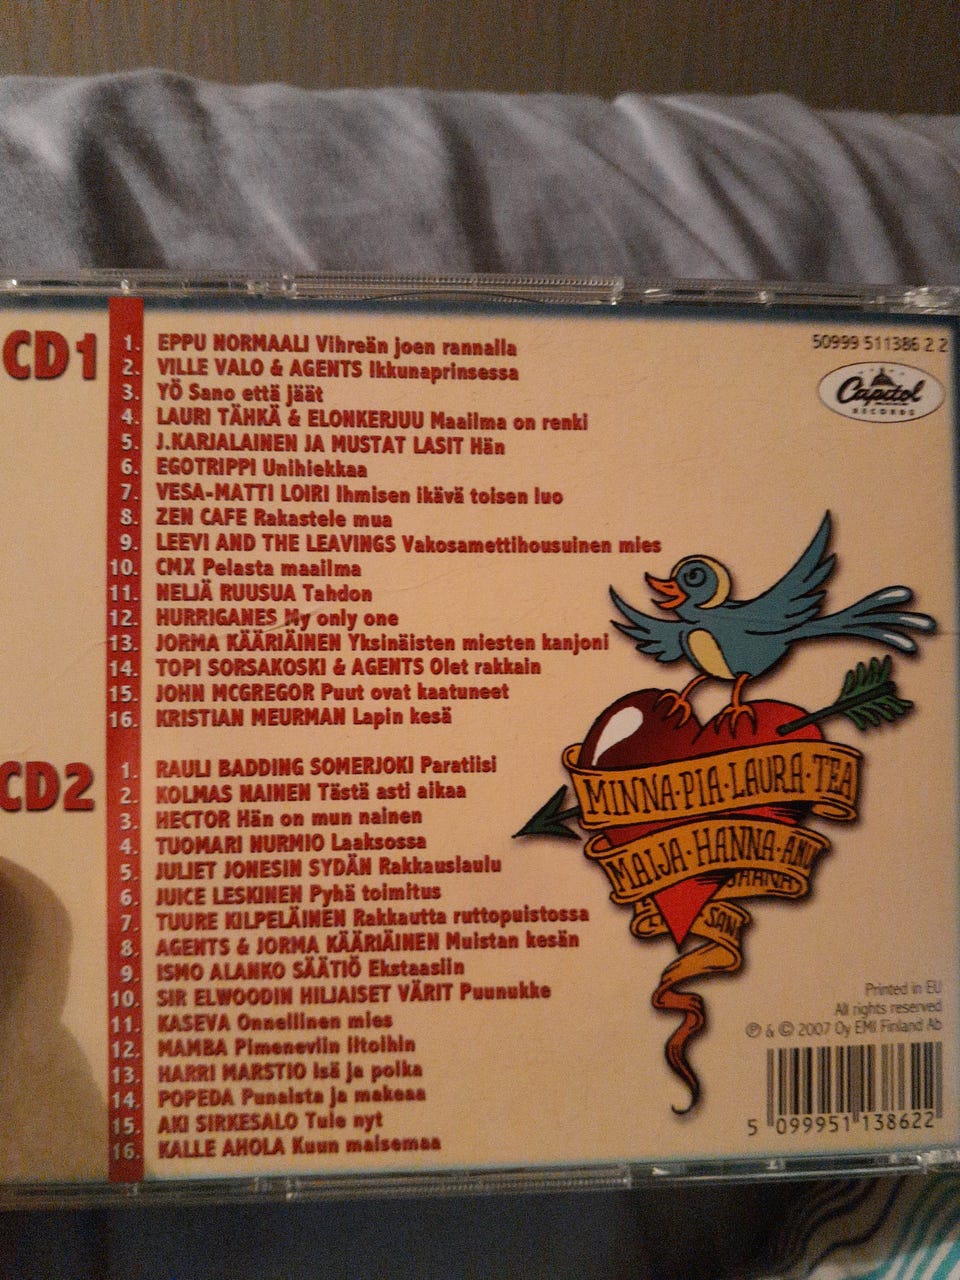 CD1
1. EPPU NORMAALI Vihreän joen rannalla
2. VILLE VALO & AGENTS Ikkunaprinsessa
3. YÖ Sano että jäät
4. LAURI TÄHKÄ & ELONKERJUU Maailma on renki
5. J.KARJALAINEN JA MUSTAT LASIT Hän
6. EGOTRIPPI Unihiekkaa
7. VESA-MATTI LOIRI Ihmisen ikävä toisen luo
8. ZEN CAFE Rakastele mua
9. LEEVI AND THE LEAVINGS Vakosamettihousuinen mies
10. CMX Pelasta maailma
11. NELJÄ RUUSUA Tahdon
12. HURRIGANES My only one
13. JORMA KÄÄRIÄINEN Yksinäisten miesten kanjoni
14. TOPI SORSAKOSKI & AGENTS Olet rakkain
15. JOHN MCGREGOR Puut ovat kaatuneet
16. KRISTIAN MEURMAN Lapin kesä
CD2
1. RAULI BADDING SOMERJOKI Paratiisi
2. KOLMAS NAINEN Tästä asti aikaa
3. HECTOR Hän on mun nainen
4. TUOMARI NURMIO Laaksossa
5. JULIET JONESIN SYDÄN Rakkauslaulu
6. JUICE LESKINEN Pyhä toimitus
7. TUURE KILPELÄINEN Rakkautta ruttopuistossa
8. AGENTS & JORMA KÄÄRIÄINEN Muistan kesän
9. ISMO ALANKO SÄÄTIÖ Ekstaasiin
10. SIR ELWOODIN HILJAISET VÄRIT Puunukke
11. KASEVA Onnellinen mies
12. MAMBA Pimeneviin iltoihin
13. HARRI MARSTIO Isä ja poika
14. POPEDA Punaista ja makeaa
15. AKI SIRKESALO Tule nyt
16. KALLE AHOLA Kuun maisemaa
50999 511386 2 2
Capitol
RECORDS
MINNA·PIA·LAURA·TEA
MAIJA·HANNA·ANU
JAANA
SAN
Printed in EU
All rights reserved
℗ & © 2007 Oy EMI Finland Ab
5 099951 138622